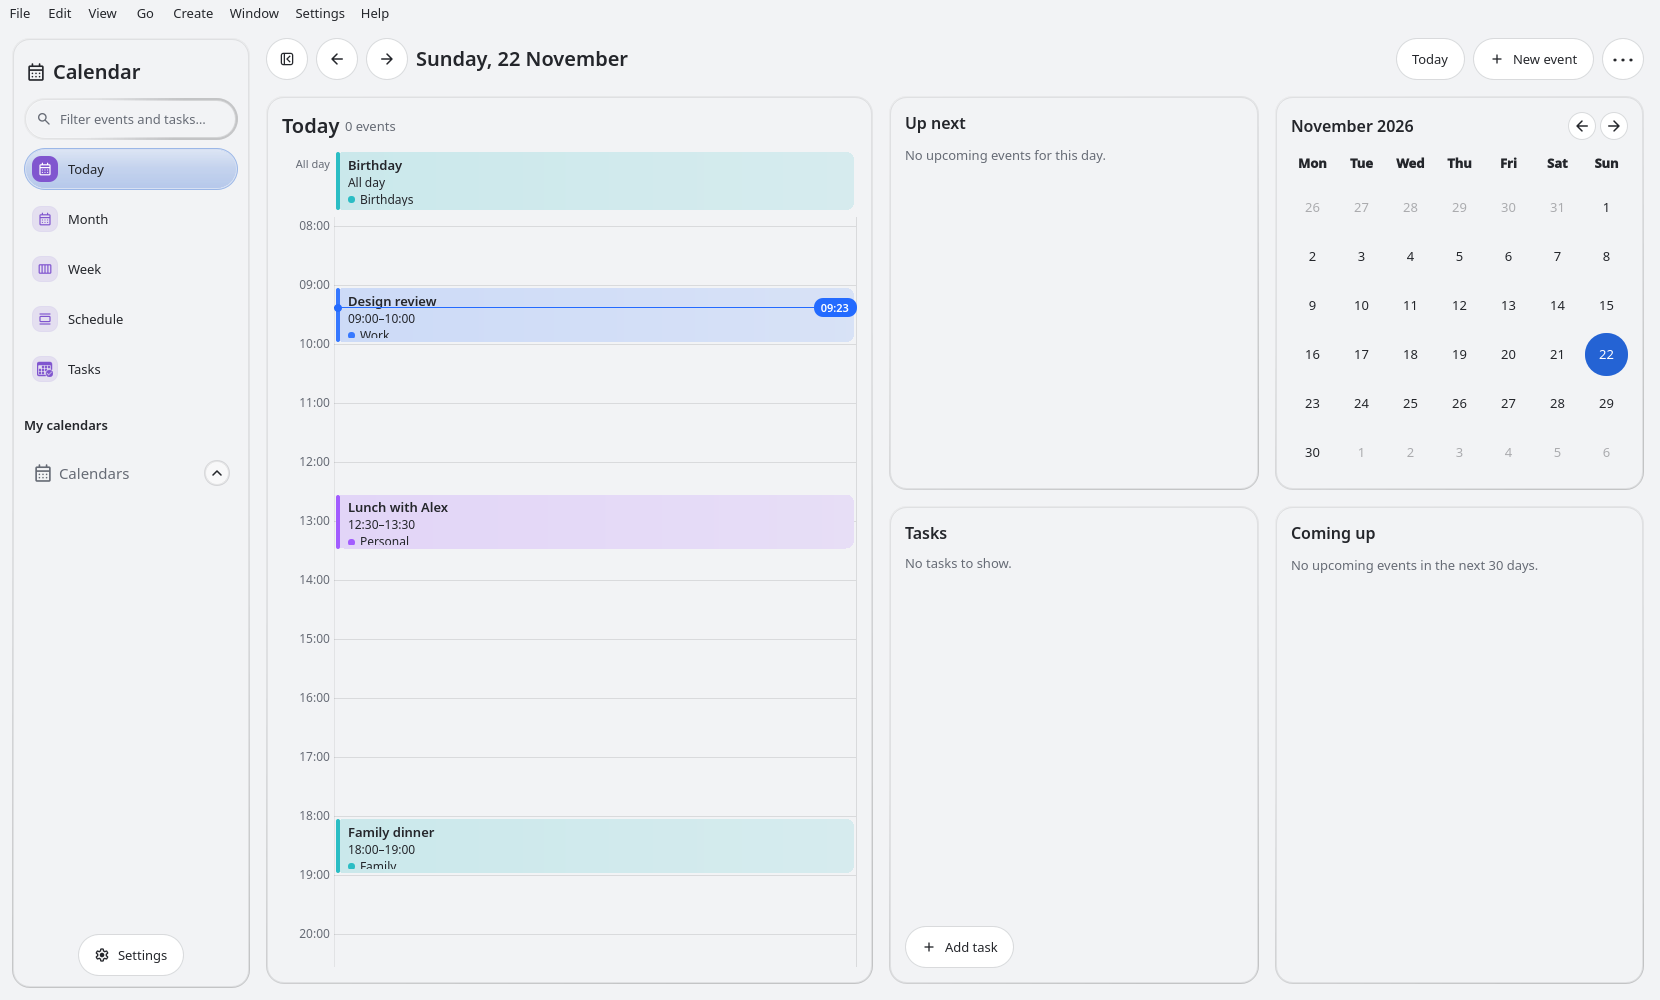 File Edit View Go Create Window Settings Help
Calendar
Filter events and tasks...
Today
Month
Week
Schedule
Tasks
My calendars
Calendars
Settings
Sunday, 22 November
Today
New event
Today 0 events
All day
Birthday
All day
Birthdays
08:00
09:00
Design review
09:23
09:00–10:00
Work
10:00
11:00
12:00
Lunch with Alex
12:30–13:30
13:00
Personal
14:00
15:00
16:00
17:00
18:00
Family dinner
18:00–19:00
Family
19:00
20:00
Up next
No upcoming events for this day.
November 2026
Mon Tue Wed Thu Fri Sat Sun
26 27 28 29 30 31 1
2 3 4 5 6 7 8
9 10 11 12 13 14 15
16 17 18 19 20 21 22
23 24 25 26 27 28 29
30 1 2 3 4 5 6
Tasks
No tasks to show.
Add task
Coming up
No upcoming events in the next 30 days.